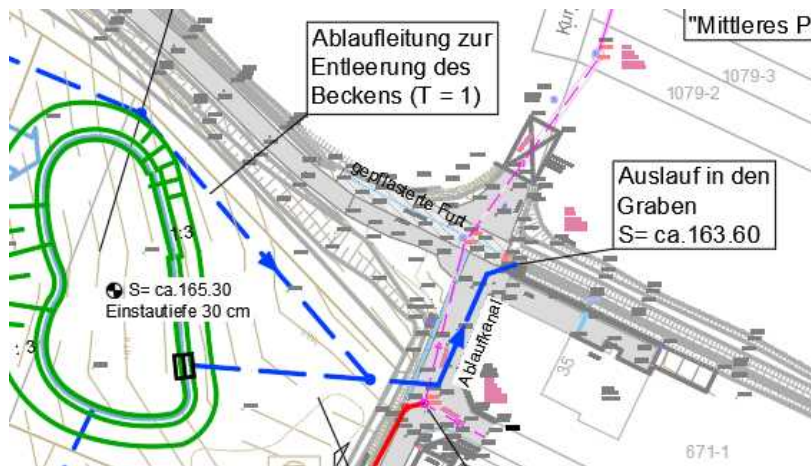 Ablaufleitung zur
Entleerung des
Beckens (T = 1)
"Mittleres P
1079-3
1079-2
gepflasterte Furt
Auslauf in den
Graben
S= ca.163.60
1:3
S= ca.165.30
Einstautiefe 30 cm
1:3
Ablaufkanal
35
671-1